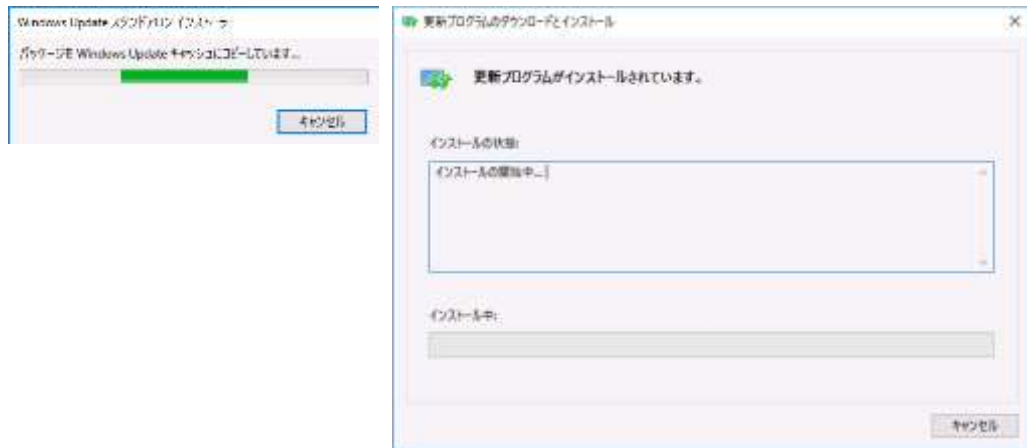 Windows Update スタンドアロン インストーラー
パッケージを Windows Update キャッシュにコピーしています...
キャンセル
更新プログラムのダウンロードとインストール
更新プログラムがインストールされています。
インストールの状態:
インストールの開始中...
インストール中:
キャンセル